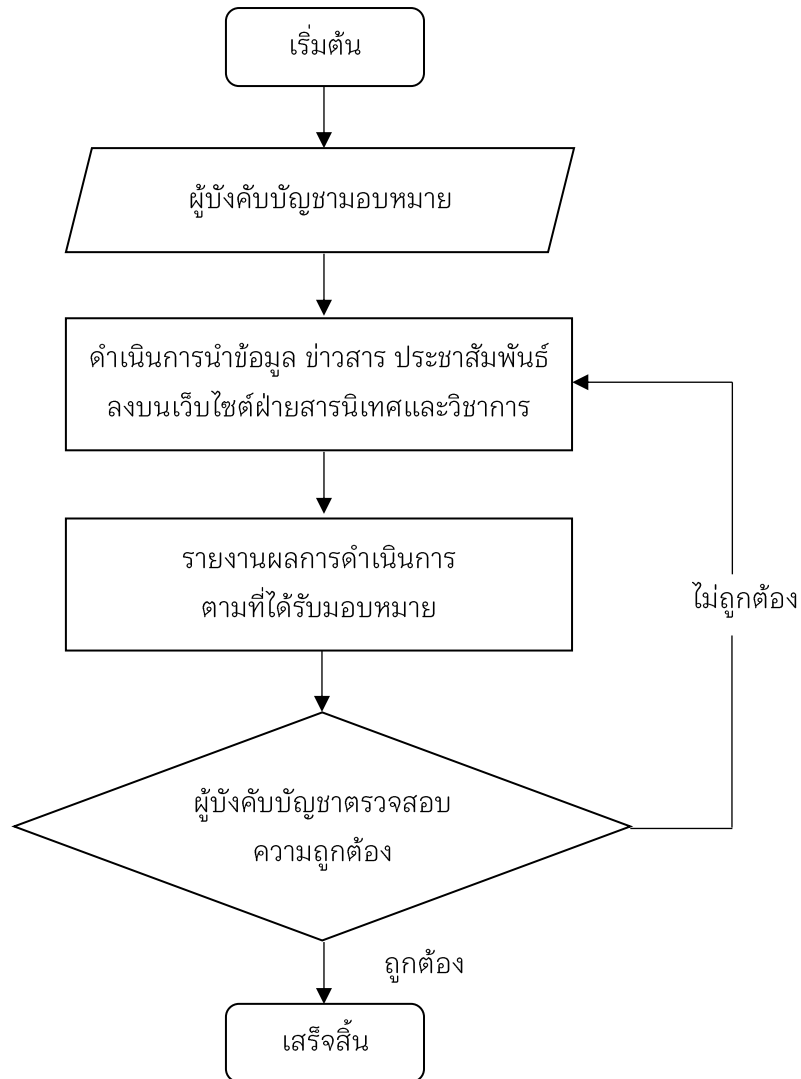 เริ่มต้น
ผู้บังคับบัญชามอบหมาย
ดำเนินการนำข้อมูล ข่าวสาร ประชาสัมพันธ์
ลงบนเว็บไซต์ฝ่ายสารนิเทศและวิชาการ
รายงานผลการดำเนินการ
ตามที่ได้รับมอบหมาย
ไม่ถูกต้อง
ผู้บังคับบัญชาตรวจสอบ
ความถูกต้อง
ถูกต้อง
เสร็จสิ้น